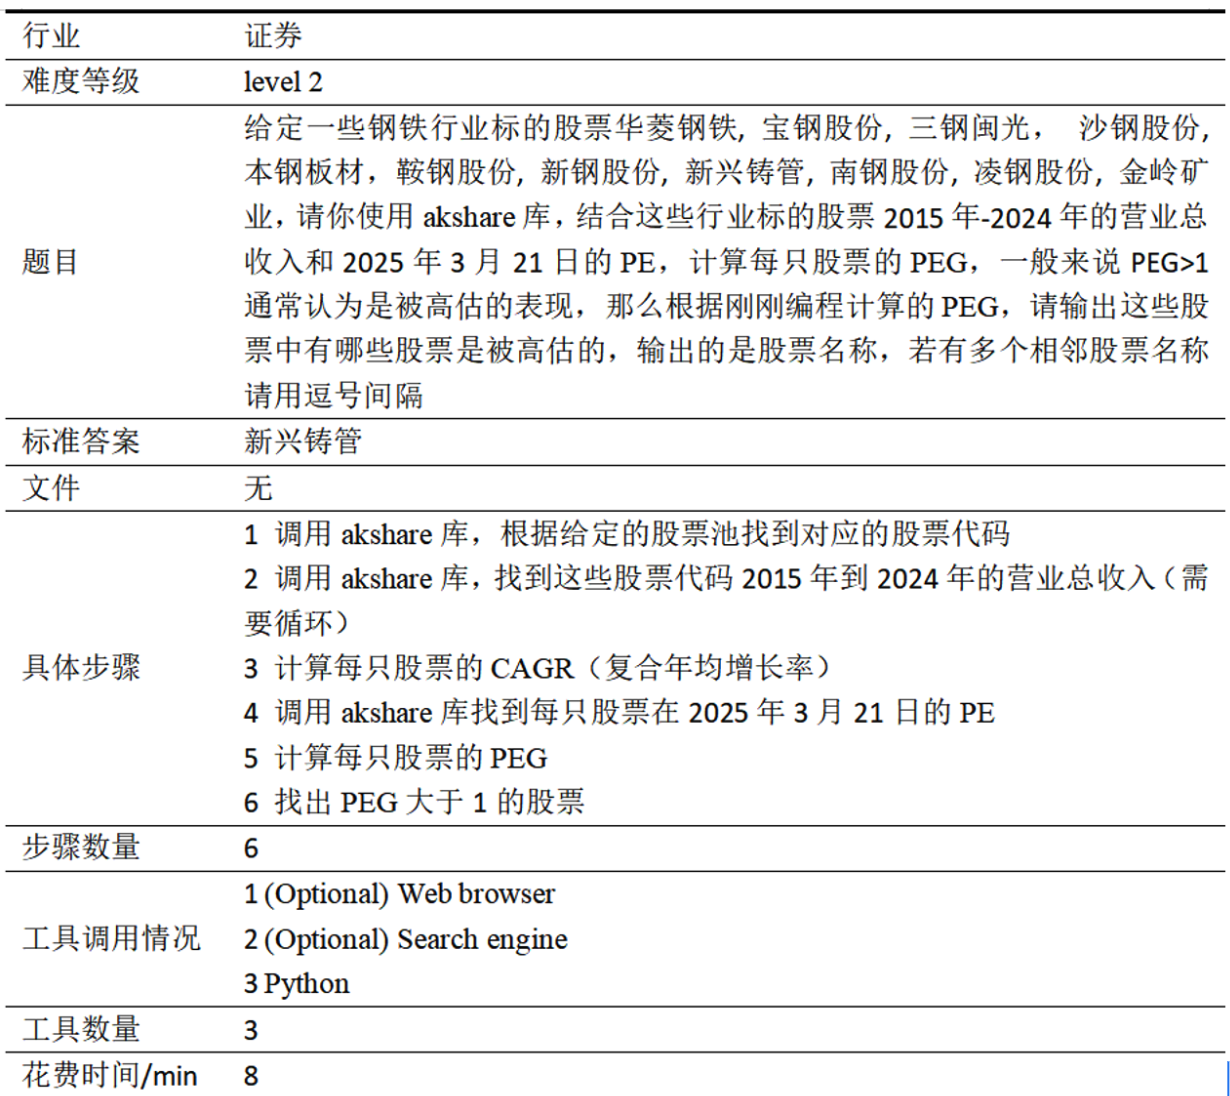 行业 证券
难度等级 level 2
题目 给定一些钢铁行业标的股票华菱钢铁, 宝钢股份, 三钢闽光， 沙钢股份,
本钢板材，鞍钢股份, 新钢股份, 新兴铸管, 南钢股份, 凌钢股份, 金岭矿
业，请你使用 akshare 库，结合这些行业标的股票 2015 年-2024 年的营业总
收入和 2025 年 3 月 21 日的 PE，计算每只股票的 PEG，一般来说 PEG>1
通常认为是被高估的表现，那么根据刚刚编程计算的 PEG，请输出这些股
票中有哪些股票是被高估的，输出的是股票名称，若有多个相邻股票名称
请用逗号间隔
标准答案 新兴铸管
文件 无
具体步骤 1 调用 akshare 库，根据给定的股票池找到对应的股票代码
2 调用 akshare 库，找到这些股票代码 2015 年到 2024 年的营业总收入（需
要循环）
3 计算每只股票的 CAGR（复合年均增长率）
4 调用 akshare 库找到每只股票在 2025 年 3 月 21 日的 PE
5 计算每只股票的 PEG
6 找出 PEG 大于 1 的股票
步骤数量 6
工具调用情况 1 (Optional) Web browser
2 (Optional) Search engine
3 Python
工具数量 3
花费时间/min 8